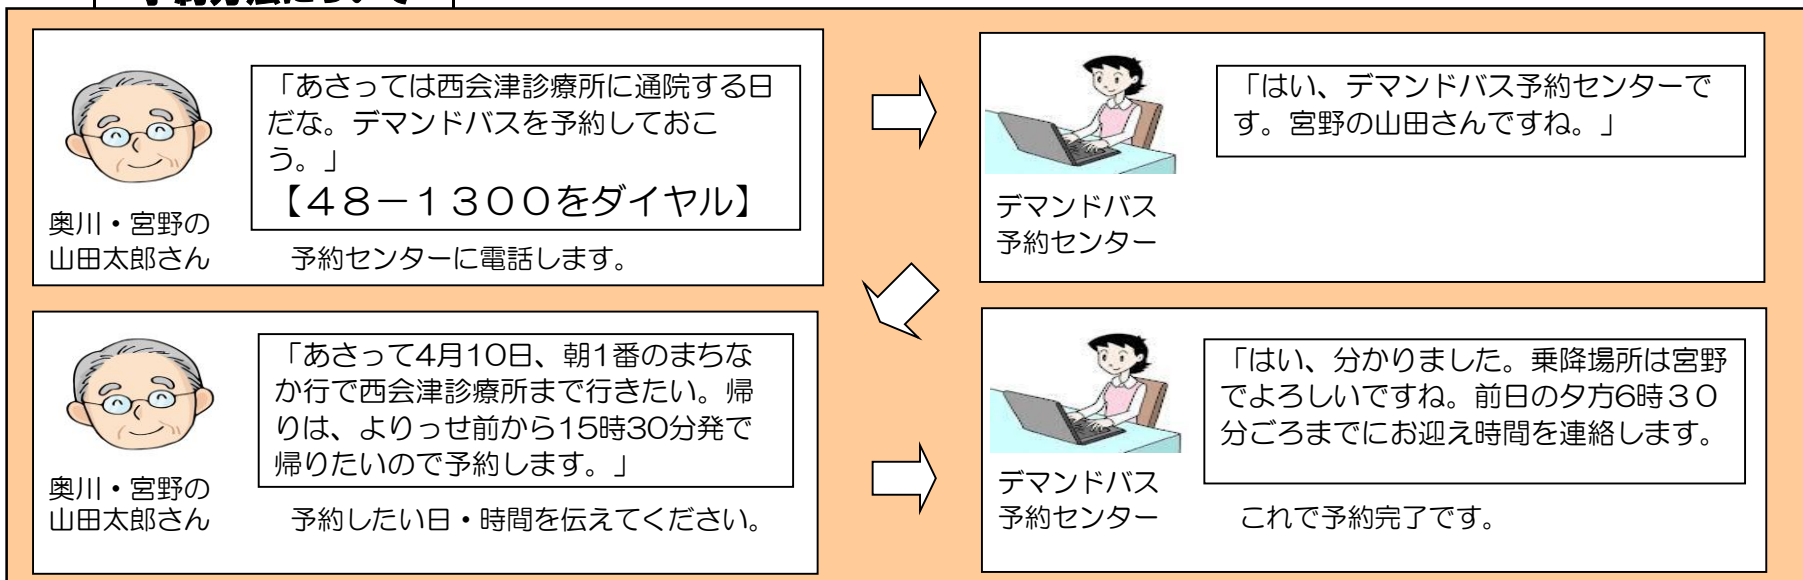 予約方法について
「あさっては西会津診療所に通院する日
だな。デマンドバスを予約しておこ
う。」
【４８－１３００をダイヤル】
奥川・宮野の
山田太郎さん
予約センターに電話します。
「はい、デマンドバス予約センターで
す。宮野の山田さんですね。」
デマンドバス
予約センター
「あさって4月10日、朝1番のまちな
か行で西会津診療所まで行きたい。帰
りは、よりっせ前から15時30分発で
帰りたいので予約します。」
奥川・宮野の
山田太郎さん
予約したい日・時間を伝えてください。
「はい、分かりました。乗降場所は宮野
でよろしいですね。前日の夕方6時３０
分ごろまでにお迎え時間を連絡します。
デマンドバス
予約センター
これで予約完了です。